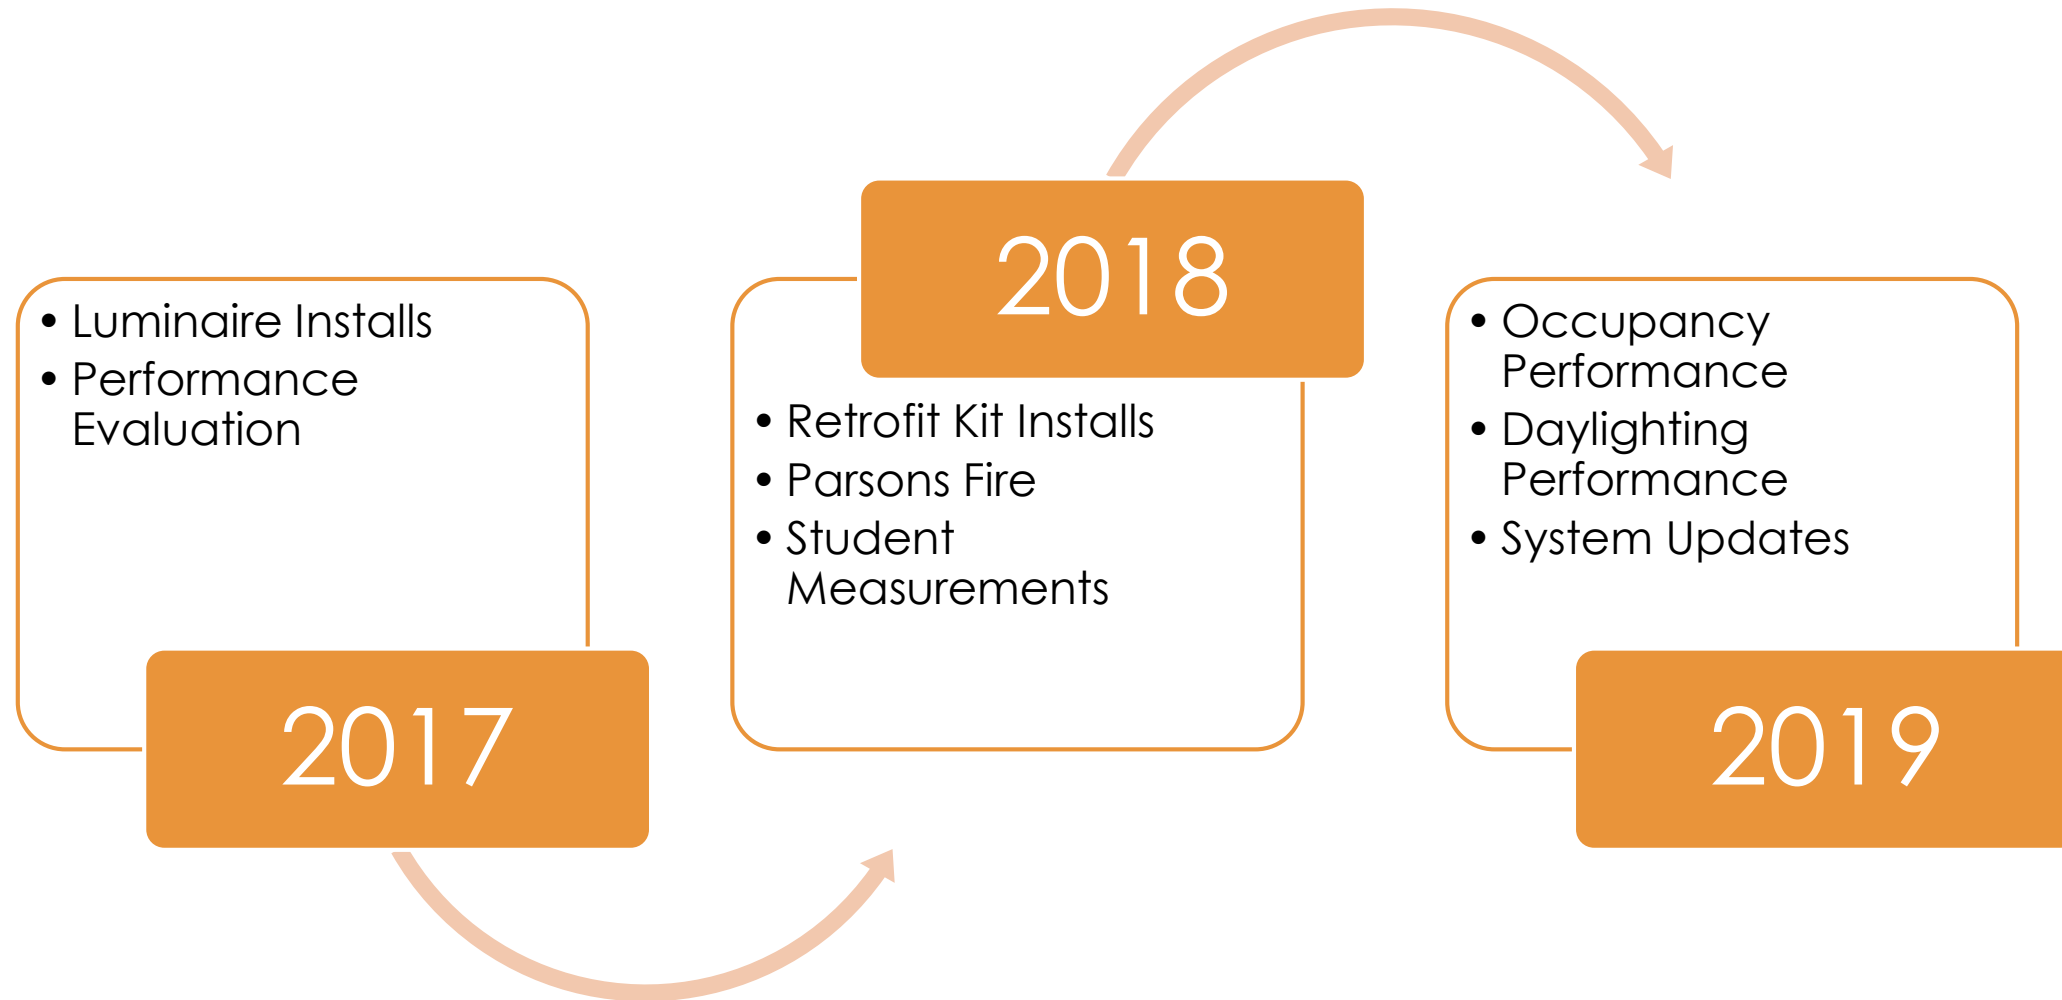 • Luminaire Installs
• Performance
Evaluation
2017
2018
• Retrofit Kit Installs
• Parsons Fire
• Student
Measurements
• Occupancy
Performance
• Daylighting
Performance
• System Updates
2019